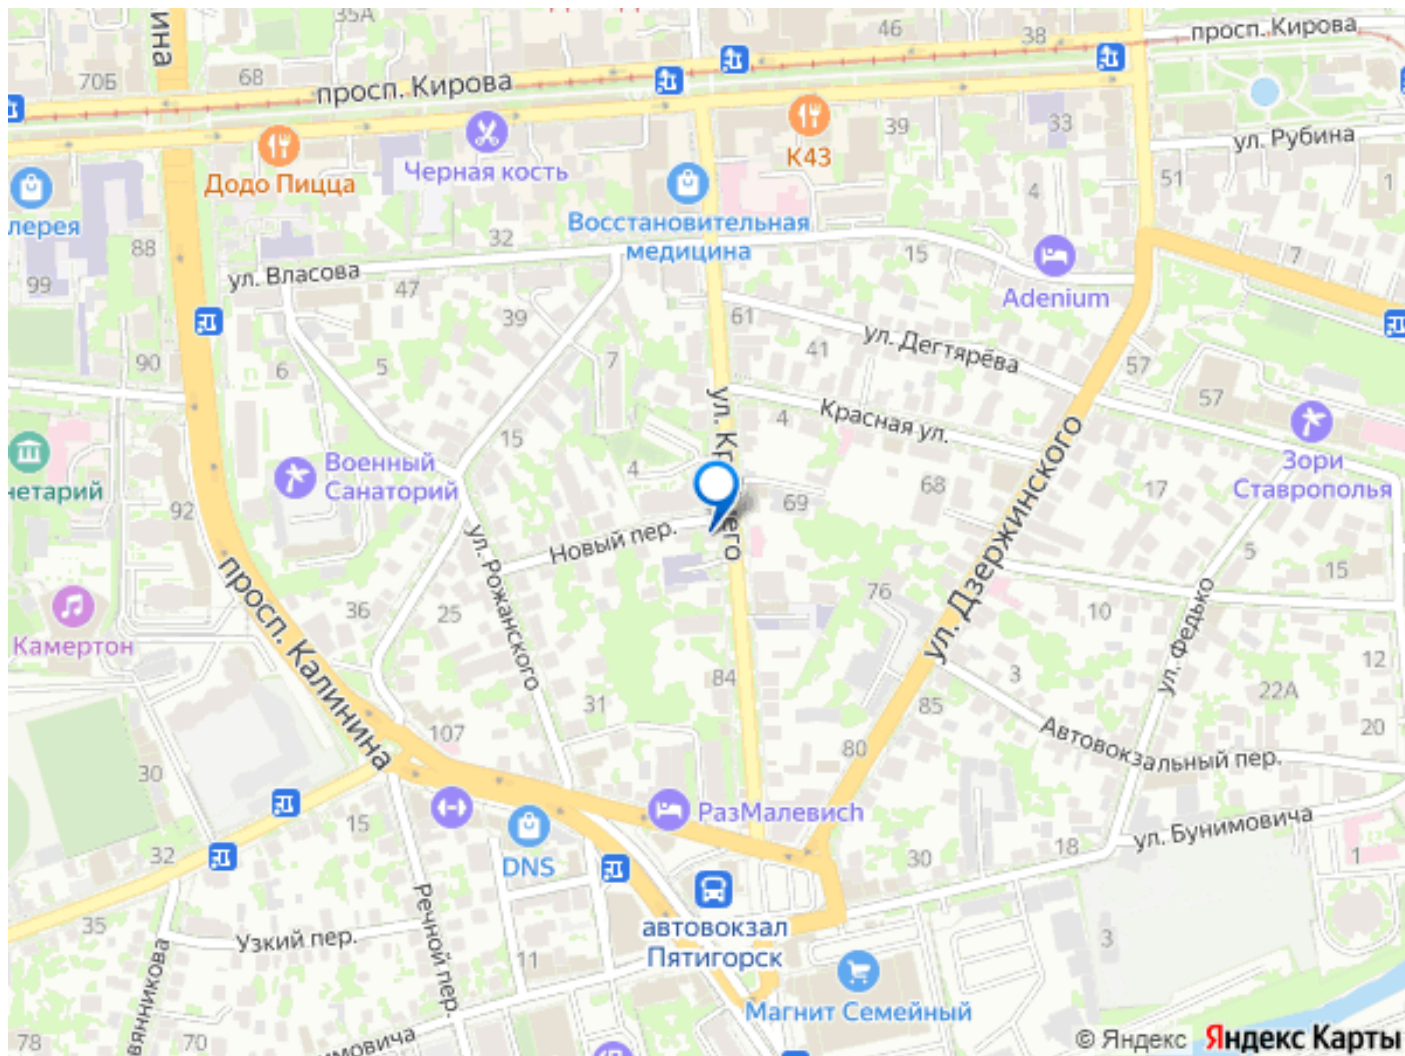 ина
35А
46
38
просп. Кирова
70Б
68
просп. Кирова
39
33
ул. Рубина
К43
Додо Пицца
Черная кость
51
1
4
лерея
88
32
Восстановительная
медицина
15
7
99
ул. Власова
47
Adenium
39
61
ул. Дегтярёва
90
6
5
7
41
57
57
ул.
4
Красная ул.
15
Военный
Санаторий
4
Зори
Ставрополья
нетарий
92
69
68
17
ул. Дзержинского
Новый пер.
его
5
15
просп. Калинина
ул. Рожанского
36
25
76
10
ул. Федько
Камертон
84
3
12
22А
31
85
20
107
80
Автовокзальный пер.
30
15
РазМалевисh
ул. Бунимовича
32
DNS
30
18
1
35
Речной пер.
автовокзал
Пятигорск
Узкий пер.
11
3
вянникова
Магнит Семейный
78
70
нимовича
© Яндекс Яндекс Карты